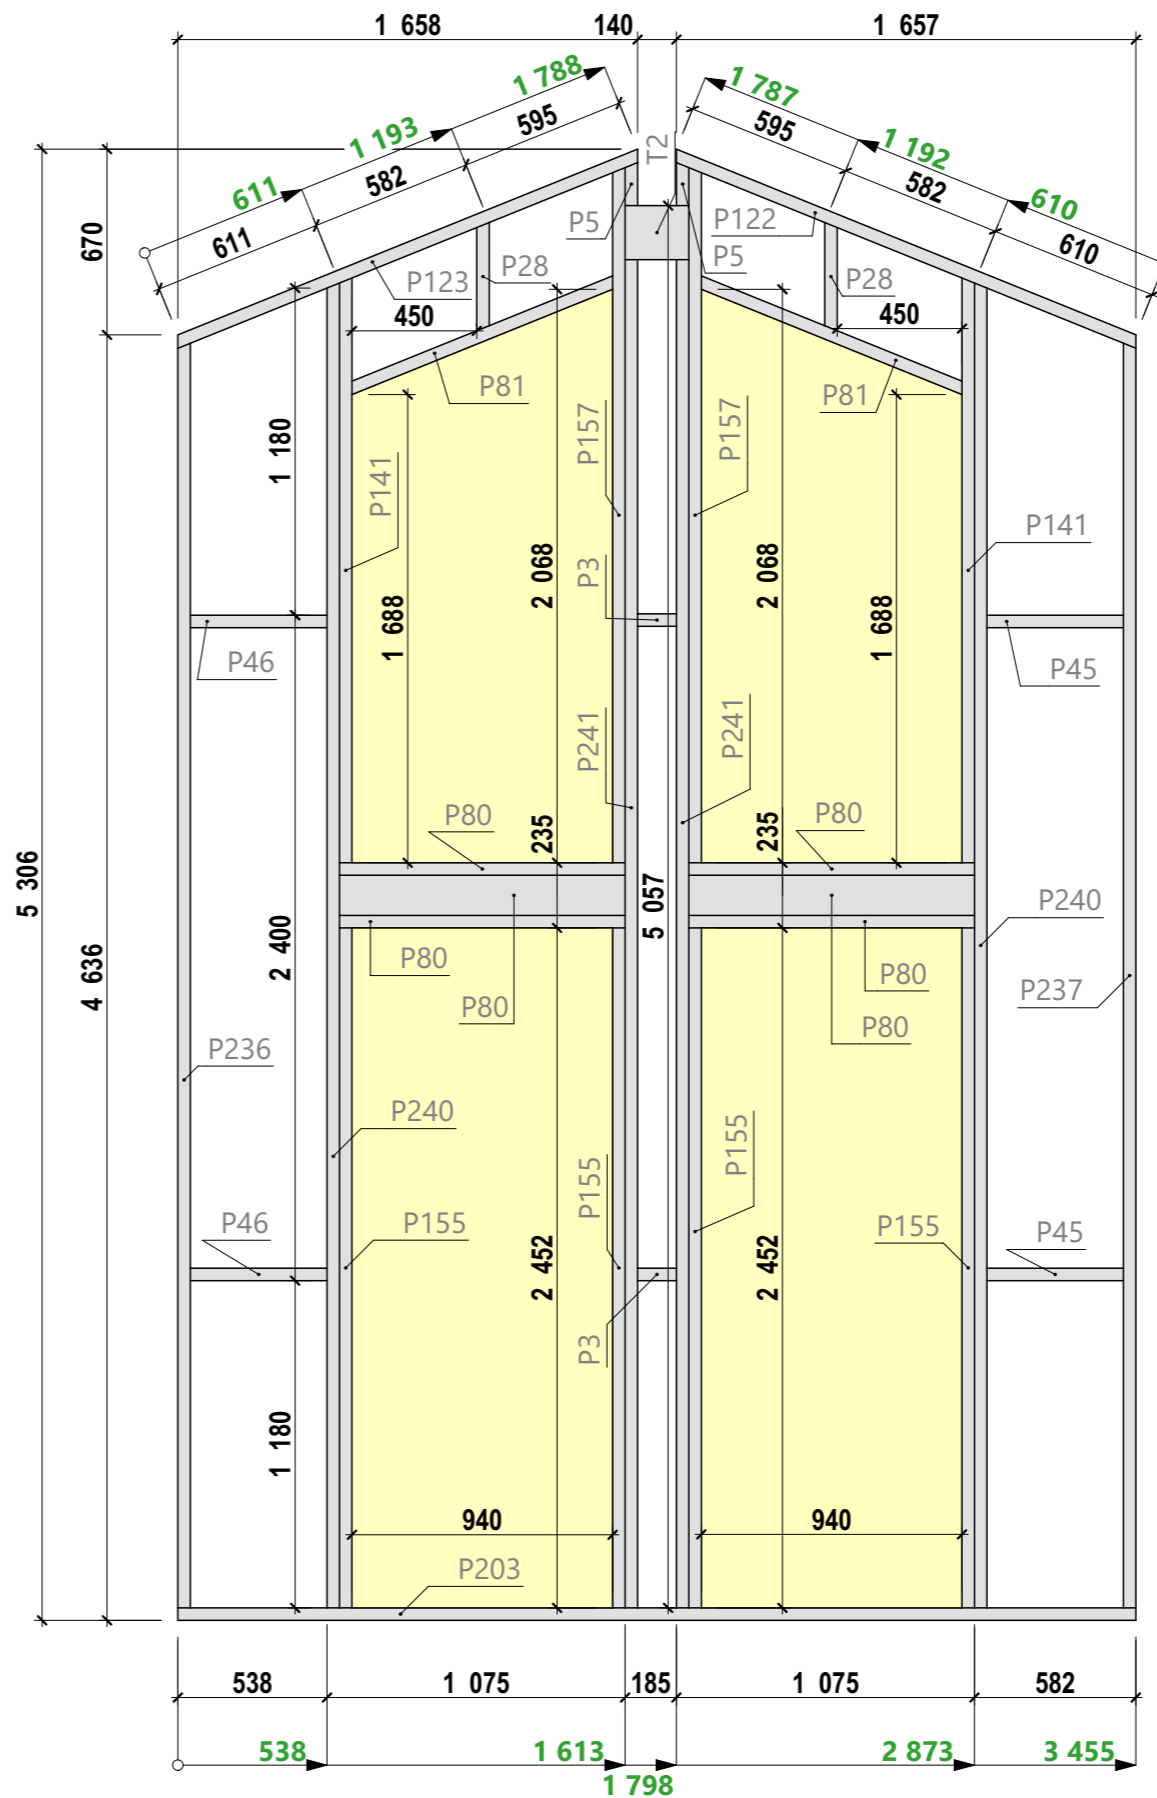 1 658
140
1 657
1 788
1 787
595
595
1 193
1 192
T2
582
582
611
610
611
610
P5
P122
P5
670
P123
P28
P28
450
450
P81
P81
1 180
P141
P157
P157
P141
2 068
2 068
P3
1 688
1 688
P46
P45
P241
P241
P80
235
235
P80
5 306
5 057
P240
2 400
4 636
P80
P80
P80
P80
P237
P236
P240
P155
P155
P46
P155
P155
P45
2 452
2 452
P3
1 180
940
940
P203
538
1 075
185
1 075
582
538
1 613
2 873
3 455
1 798